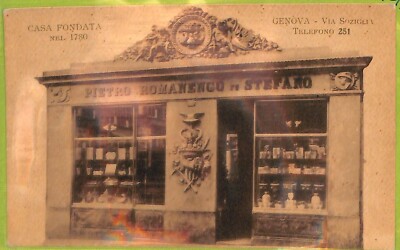 CASA FONDATA
NEL 1780
GENOVA - VIA SOZIGLIA
TELEFONO 251
PIETRO ROMANENGO FU STEFANO